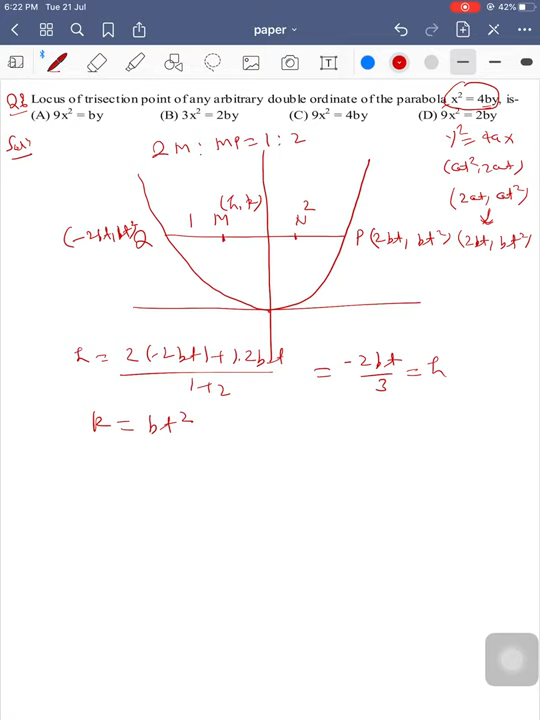 6:22 PM Tue 21 Jul
42%
paper
T
Q8 Locus of trisection point of any arbitrary double ordinate of the parabola x² = 4by, is-
(A) 9x² = by (B) 3x² = 2by (C) 9x² = 4by (D) 9x² = 2by
y² = 4ax
QM : MP = 1 : 2
(at², 2at)
(2at, at²)
(h, k)
1 M N 2
(-2bt, bt²) Q P (2bt, bt²) (2bt, bt²)
h = 2(-2bt)+1.2bt / 1+2 = -2bt / 3 = h
k = bt²